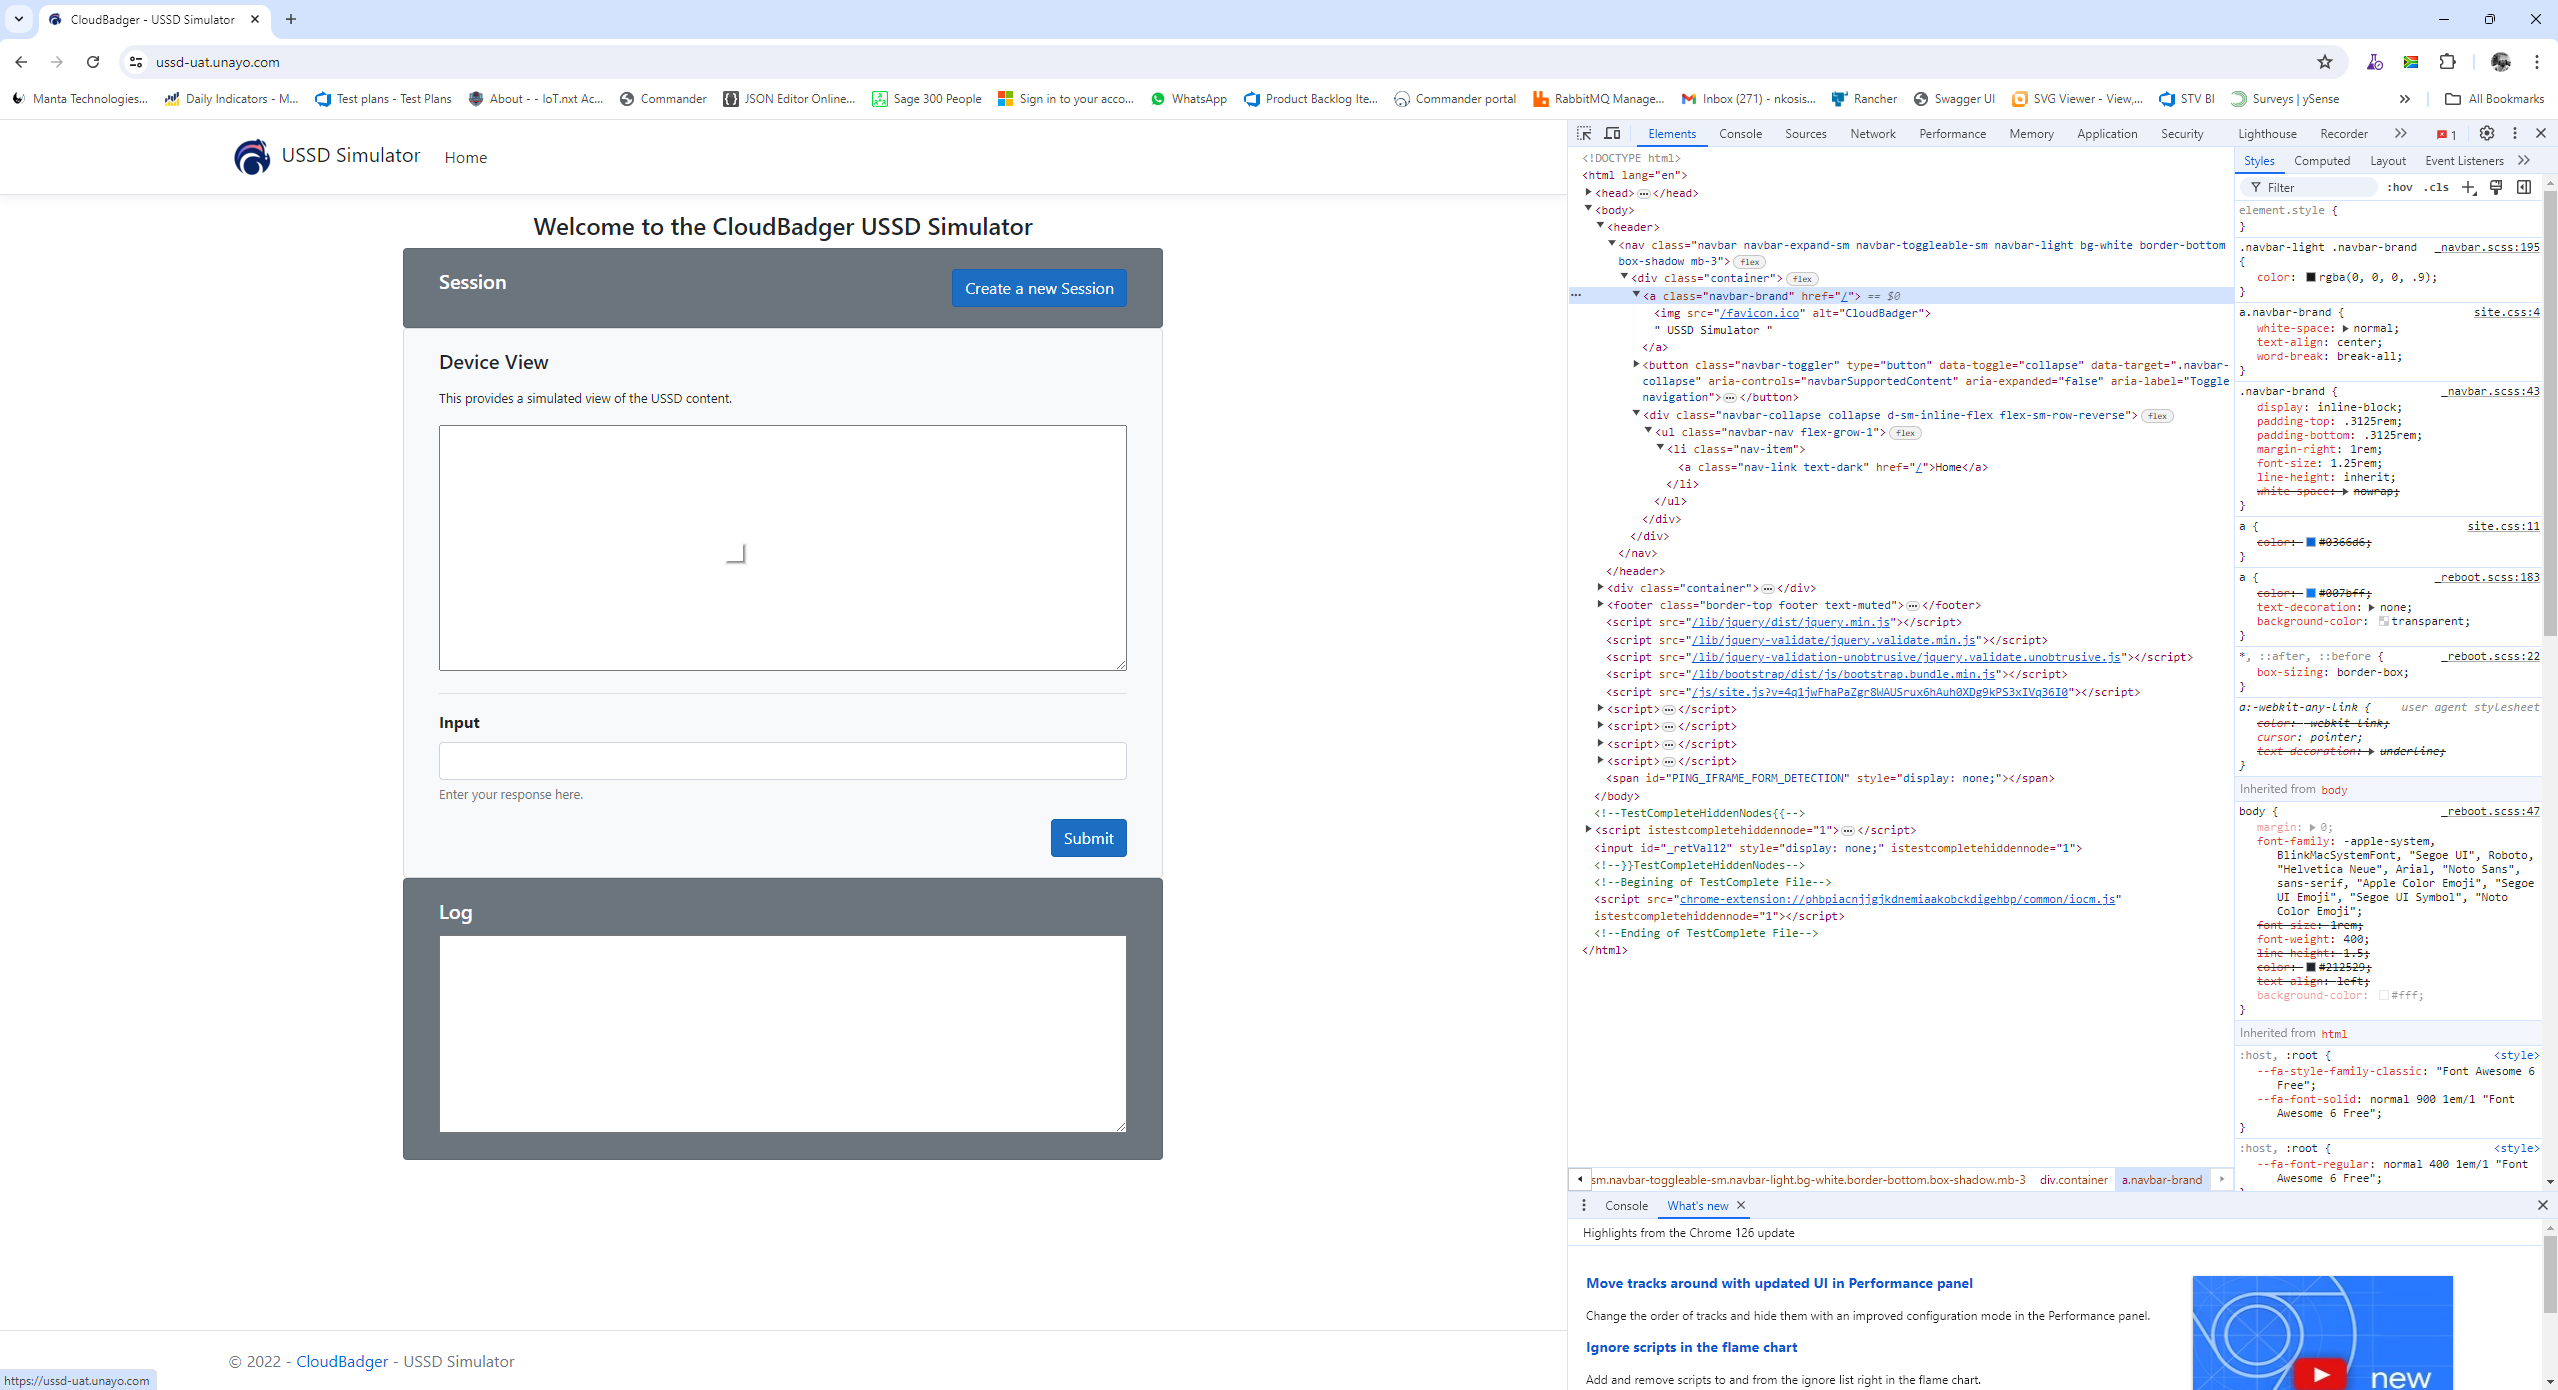 CloudBadger - USSD Simulator
ussd-uat.unayo.com
Manta Technologies... Daily Indicators - M... Test plans - Test Plans About - - IoT.nxt Ac... Commander JSON Editor Online... Sage 300 People Sign in to your acco... WhatsApp Product Backlog Ite... Commander portal RabbitMQ Manage... Inbox (271) - nkosis... Rancher Swagger UI SVG Viewer - View,... STV BI Surveys | ySense All Bookmarks
USSD Simulator Home
Welcome to the CloudBadger USSD Simulator
Session
Create a new Session
Device View
This provides a simulated view of the USSD content.
Input
Enter your response here.
Submit
Log
© 2022 - CloudBadger - USSD Simulator
https://ussd-uat.unayo.com
Elements Console Sources Network Performance Memory Application Security Lighthouse Recorder 1
<!DOCTYPE html>
<html lang="en">
<head> </head>
<body>
<header>
<nav class="navbar navbar-expand-sm navbar-toggleable-sm navbar-light bg-white border-bottom
box-shadow mb-3"> flex
<div class="container"> flex
<a class="navbar-brand" href="/"> == $0
<img src="/favicon.ico" alt="CloudBadger">
" USSD Simulator "
</a>
<button class="navbar-toggler" type="button" data-toggle="collapse" data-target=".navbar-
collapse" aria-controls="navbarSupportedContent" aria-expanded="false" aria-label="Toggle
navigation"> </button>
<div class="navbar-collapse collapse d-sm-inline-flex flex-sm-row-reverse"> flex
<ul class="navbar-nav flex-grow-1"> flex
<li class="nav-item">
<a class="nav-link text-dark" href="/">Home</a>
</li>
</ul>
</div>
</div>
</nav>
</header>
<div class="container"> </div>
<footer class="border-top footer text-muted"> </footer>
<script src="/lib/jquery/dist/jquery.min.js"></script>
<script src="/lib/jquery-validate/jquery.validate.min.js"></script>
<script src="/lib/jquery-validation-unobtrusive/jquery.validate.unobtrusive.js"></script>
<script src="/lib/bootstrap/dist/js/bootstrap.bundle.min.js"></script>
<script src="/js/site.js?v=4q1jwFhaPaZgr8WAUSrux6hAuh0XDg9kPS3xIVq36I0"></script>
<script> </script>
<script> </script>
<script> </script>
<script> </script>
<span id="PING_IFRAME_FORM_DETECTION" style="display: none;"></span>
</body>
<!--TestCompleteHiddenNodes{{-->
<script istestcompletehiddennode="1"> </script>
<input id="_retVal12" style="display: none;" istestcompletehiddennode="1">
<!--}}TestCompleteHiddenNodes-->
<!--Begining of TestComplete File-->
<script src="chrome-extension://phbpiacnjjgjkdnemiaakobckdigehbp/common/iocm.js"
istestcompletehiddennode="1"></script>
<!--Ending of TestComplete File-->
</html>
sm.navbar-toggleable-sm.navbar-light.bg-white.border-bottom.box-shadow.mb-3 div.container a.navbar-brand
Styles Computed Layout Event Listeners
Filter :hov .cls
element.style {
}
.navbar-light .navbar-brand _navbar.scss:195
{
color: rgba(0, 0, 0, .9);
}
a.navbar-brand { site.css:4
white-space: normal;
text-align: center;
word-break: break-all;
}
.navbar-brand { _navbar.scss:43
display: inline-block;
padding-top: .3125rem;
padding-bottom: .3125rem;
margin-right: 1rem;
font-size: 1.25rem;
line-height: inherit;
white-space: nowrap;
}
a { site.css:11
color: #0366d6;
}
a { _reboot.scss:183
color: #007bff;
text-decoration: none;
background-color: transparent;
}
*, ::after, ::before { _reboot.scss:22
box-sizing: border-box;
}
a:-webkit-any-link { user agent stylesheet
color: -webkit-link;
cursor: pointer;
text-decoration: underline;
}
Inherited from body
body { _reboot.scss:47
margin: 0;
font-family: -apple-system,
BlinkMacSystemFont, "Segoe UI", Roboto,
"Helvetica Neue", Arial, "Noto Sans",
sans-serif, "Apple Color Emoji", "Segoe
UI Emoji", "Segoe UI Symbol", "Noto
Color Emoji";
font-size: 1rem;
font-weight: 400;
line-height: 1.5;
color: #212529;
text-align: left;
background-color: #fff;
}
Inherited from html
:host, :root { <style>
--fa-style-family-classic: "Font Awesome 6
Free";
--fa-font-solid: normal 900 1em/1 "Font
Awesome 6 Free";
}
:host, :root { <style>
--fa-font-regular: normal 400 1em/1 "Font
Awesome 6 Free";
Console What's new
Highlights from the Chrome 126 update
Move tracks around with updated UI in Performance panel
Change the order of tracks and hide them with an improved configuration mode in the Performance panel.
Ignore scripts in the flame chart
Add and remove scripts to and from the ignore list right in the flame chart.
new